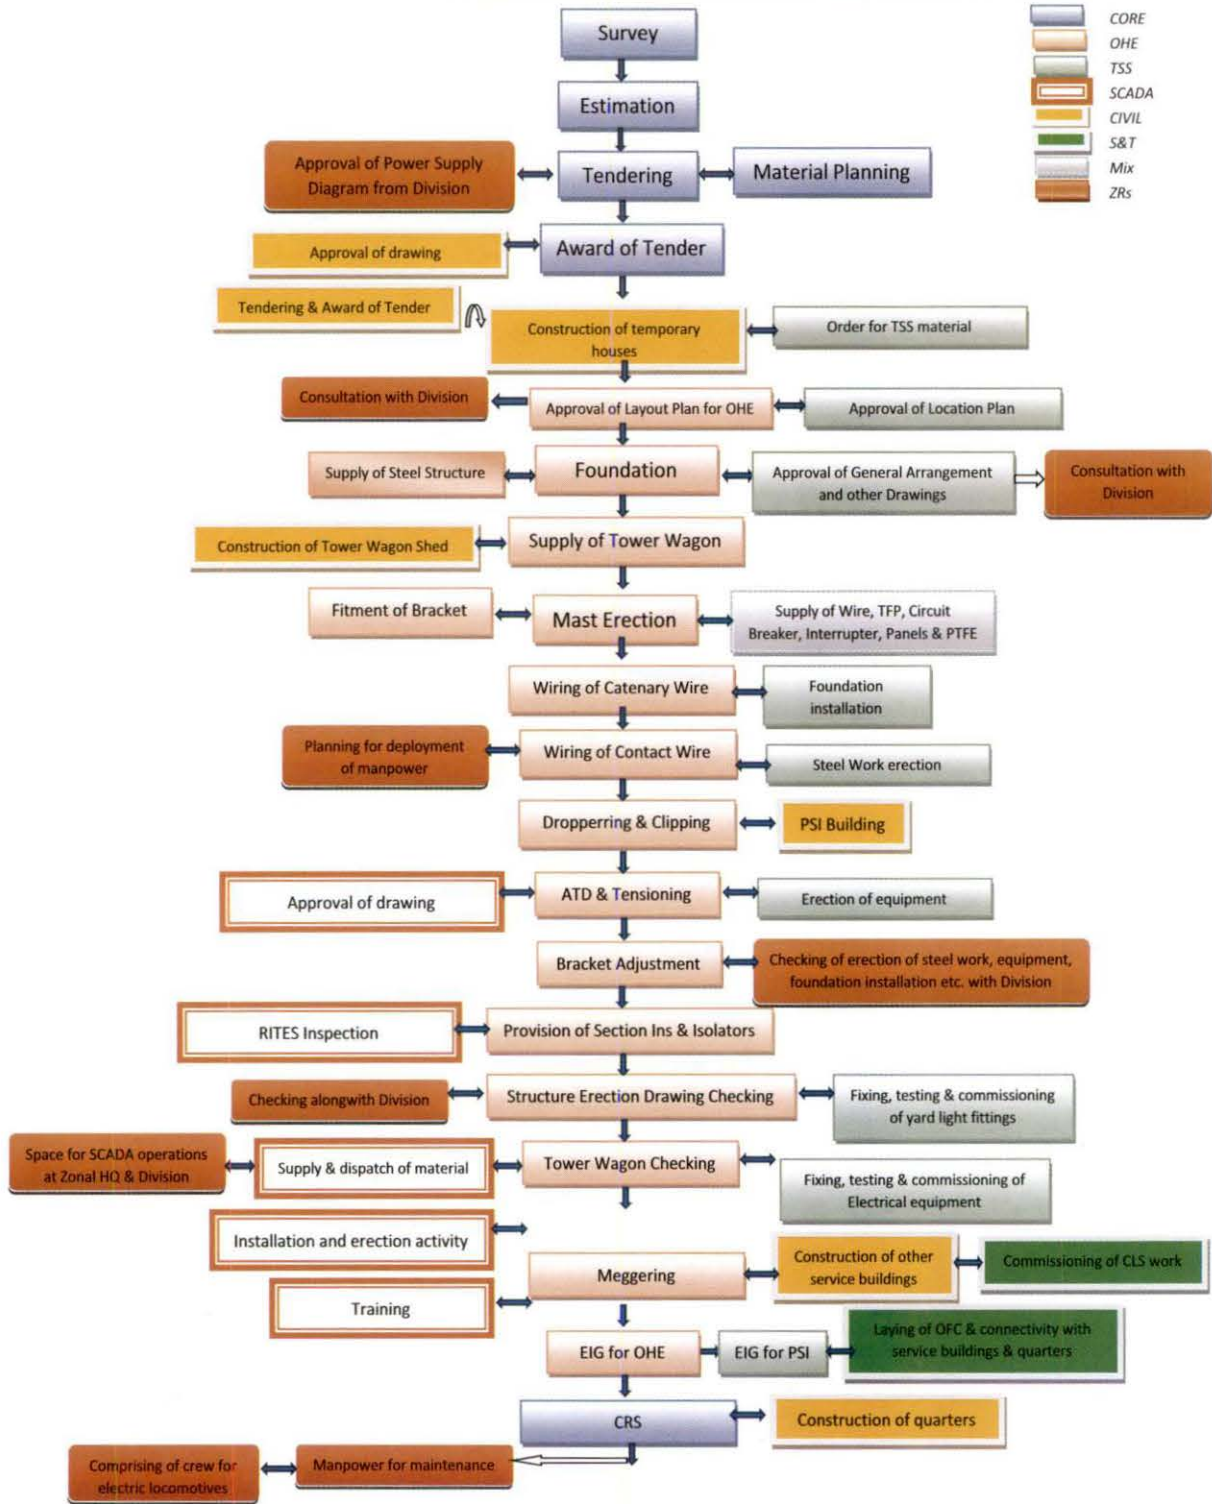 CORE
OHE
TSS
SCADA
CIVIL
S&T
Mix
ZRs
Survey
Estimation
Approval of Power Supply
Diagram from Division
Tendering
Material Planning
Approval of drawing
Award of Tender
Tendering & Award of Tender
Construction of temporary
houses
Order for TSS material
Consultation with Division
Approval of Layout Plan for OHE
Approval of Location Plan
Supply of Steel Structure
Foundation
Approval of General Arrangement
and other Drawings
Consultation with
Division
Construction of Tower Wagon Shed
Supply of Tower Wagon
Fitment of Bracket
Mast Erection
Supply of Wire, TFP, Circuit
Breaker, Interrupter, Panels & PTFE
Wiring of Catenary Wire
Foundation
installation
Planning for deployment
of manpower
Wiring of Contact Wire
Steel Work erection
Dropperring & Clipping
PSI Building
Approval of drawing
ATD & Tensioning
Erection of equipment
Bracket Adjustment
Checking of erection of steel work, equipment,
foundation installation etc. with Division
RITES Inspection
Provision of Section Ins & Isolators
Checking alongwith Division
Structure Erection Drawing Checking
Fixing, testing & commissioning
of yard light fittings
Space for SCADA operations
at Zonal HQ & Division
Supply & dispatch of material
Tower Wagon Checking
Fixing, testing & commissioning of
Electrical equipment
Installation and erection activity
Meggering
Construction of other
service buildings
Commissioning of CLS work
Training
EIG for OHE
EIG for PSI
Laying of OFC & connectivity with
service buildings & quarters
CRS
Construction of quarters
Comprising of crew for
electric locomotives
Manpower for maintenance